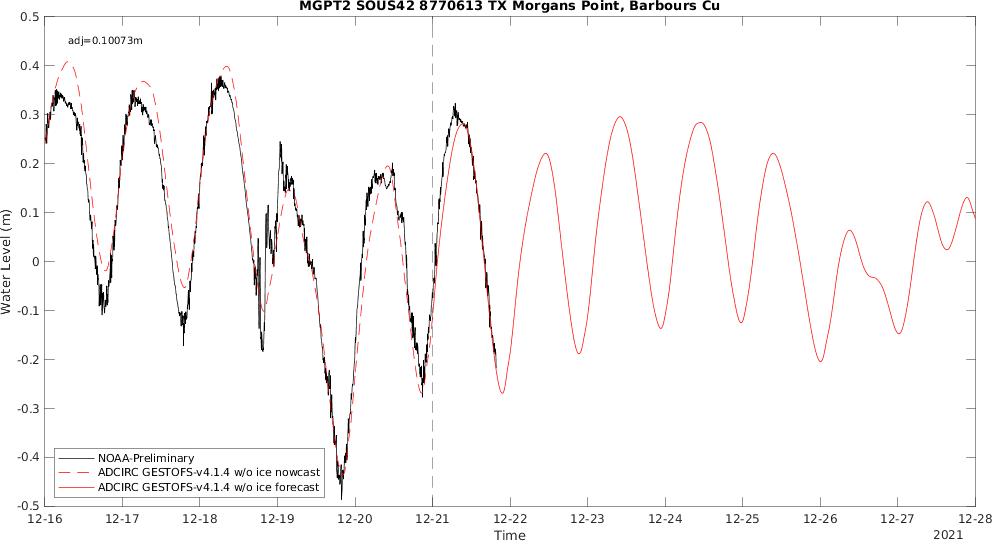 MGPT2 SOUS42 8770613 TX Morgans Point, Barbours Cu
adj=0.10073m
0.5
0.4
0.3
0.2
0.1
0
-0.1
-0.2
-0.3
-0.4
-0.5
Water Level (m)
NOAA-Preliminary
ADCIRC GESTOFS-v4.1.4 w/o ice nowcast
ADCIRC GESTOFS-v4.1.4 w/o ice forecast
12-16 12-17 12-18 12-19 12-20 12-21 12-22 12-23 12-24 12-25 12-26 12-27 12-28
Time
2021